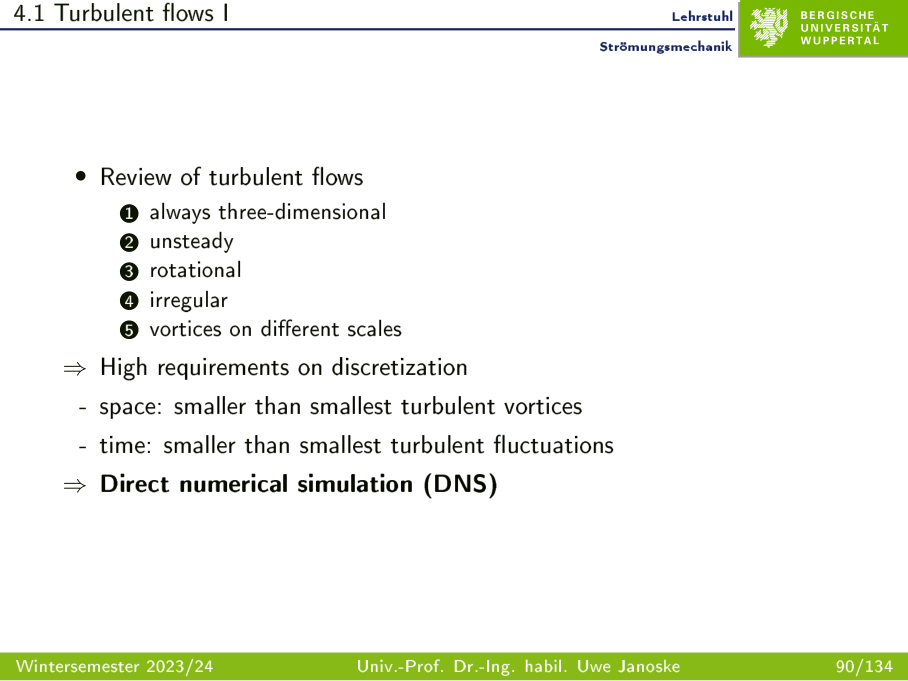 4.1 Turbulent flows I
Lehrstuhl
Strömungsmechanik
BERGISCHE
UNIVERSITÄT
WUPPERTAL
• Review of turbulent flows
1 always three-dimensional
2 unsteady
3 rotational
4 irregular
5 vortices on different scales
⇒ High requirements on discretization
- space: smaller than smallest turbulent vortices
- time: smaller than smallest turbulent fluctuations
⇒ Direct numerical simulation (DNS)
Wintersemester 2023/24
Univ.-Prof. Dr.-Ing. habil. Uwe Janoske
90/134